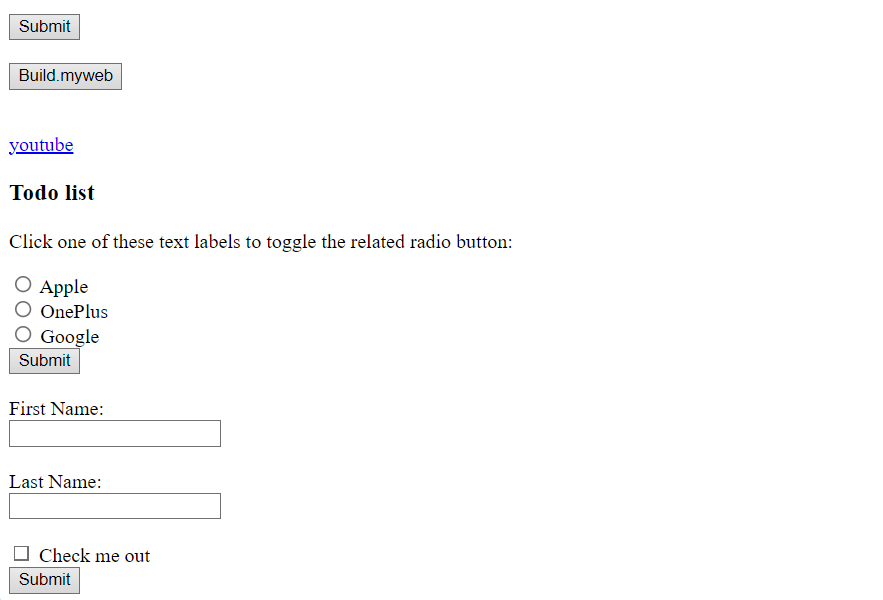 Submit
Build.myweb
youtube
Todo list
Click one of these text labels to toggle the related radio button:
Apple
OnePlus
Google
Submit
First Name:
Last Name:
Check me out
Submit